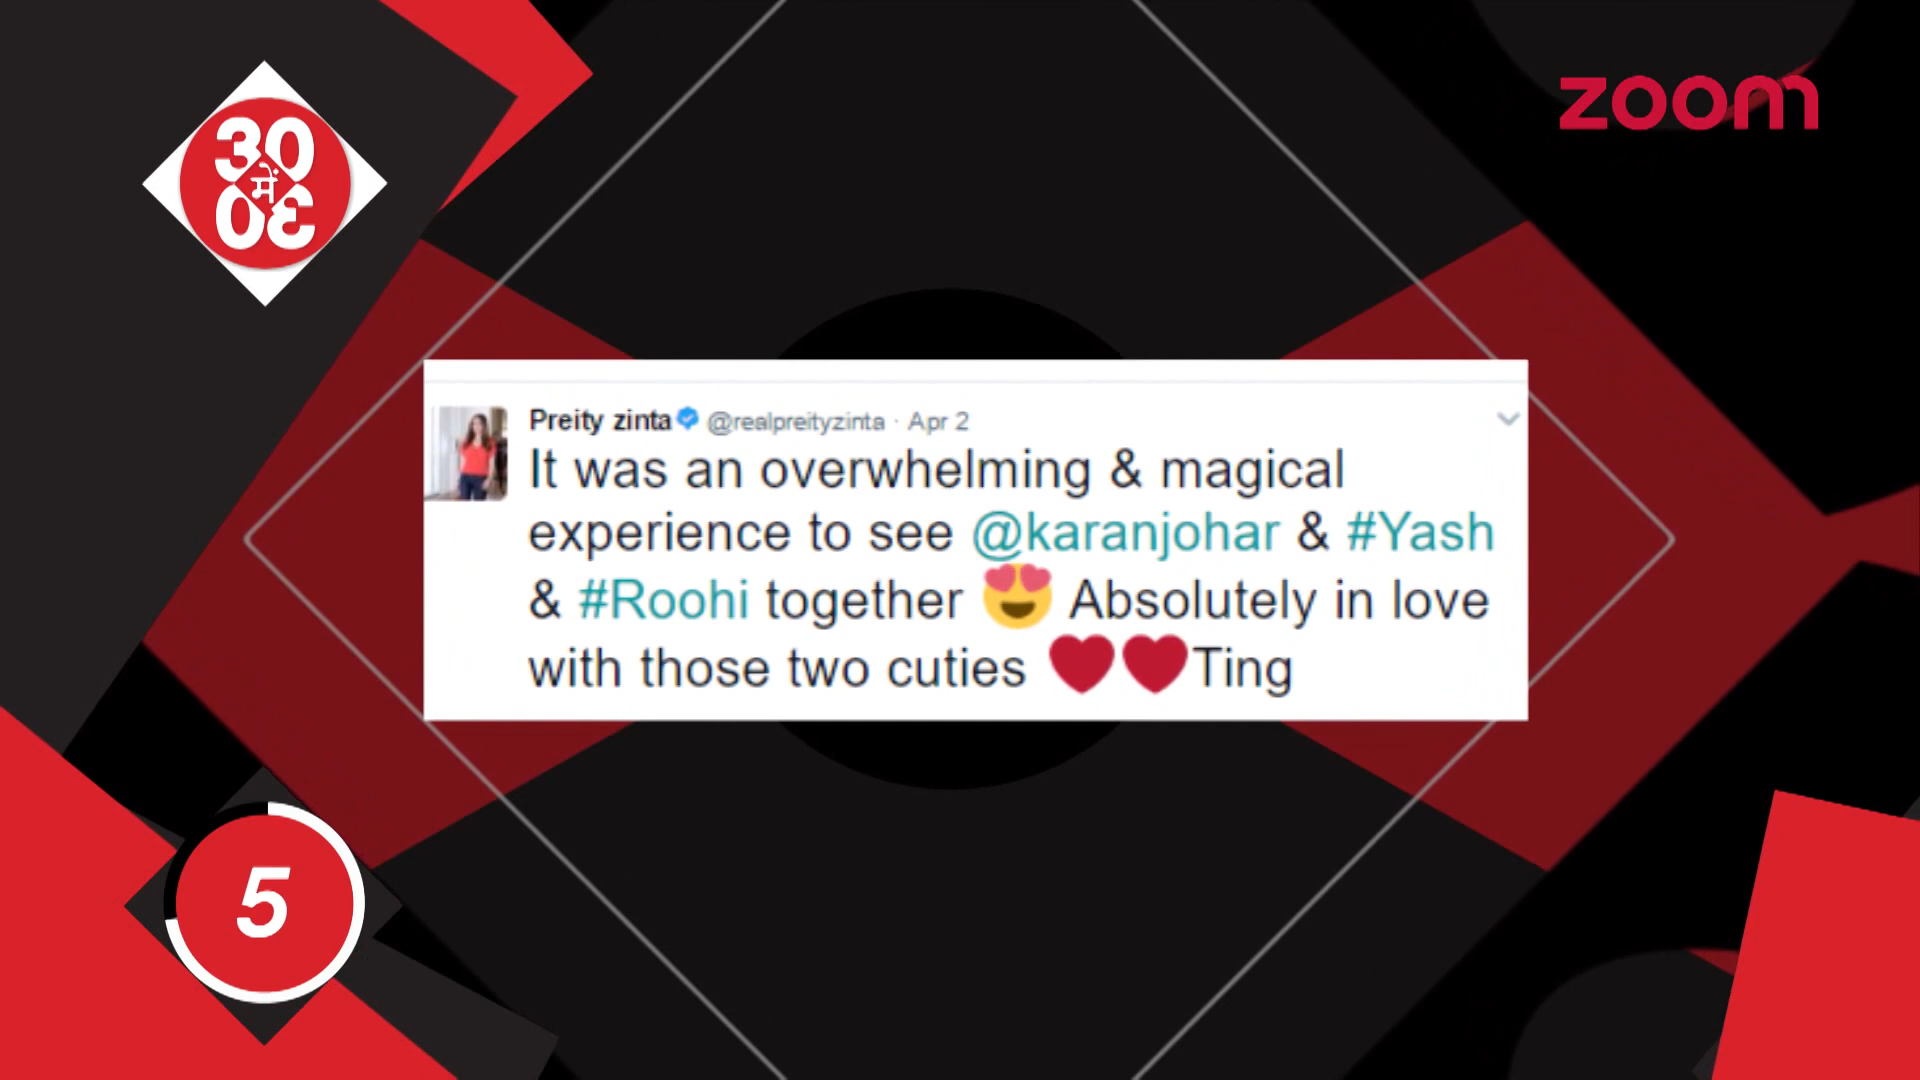 30
में
30
zoom
Preity zinta @realpreityzinta · Apr 2
It was an overwhelming & magical
experience to see @karanjohar & #Yash
& #Roohi together 😍 Absolutely in love
with those two cuties ❤❤Ting
5